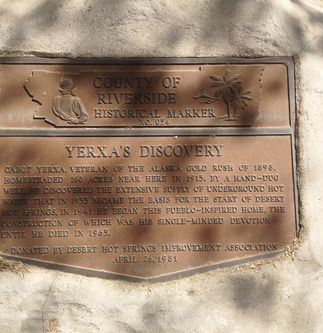 COUNTY OF
RIVERSIDE
HISTORICAL MARKER
YERXA'S DISCOVERY
CABOT YERXA, VETERAN OF THE ALASKA GOLD RUSH OF 1898,
HOMESTEADED 160 ACRES NEAR HERE IN 1913. BY A HAND-DUG
WELL HE DISCOVERED THE EXTENSIVE SUPPLY OF UNDERGROUND HOT
WATER THAT IN 1933 BECAME THE BASIS FOR THE START OF DESERT
HOT SPRINGS, IN 1941 HE BEGAN THIS PUEBLO-INSPIRED HOME, THE
CONSTRUCTION OF WHICH WAS HIS SINGLE-MINDED DEVOTION
UNTIL HE DIED IN 1965.
DONATED BY DESERT HOT SPRINGS IMPROVEMENT ASSOCIATION
APRIL 26, 1981